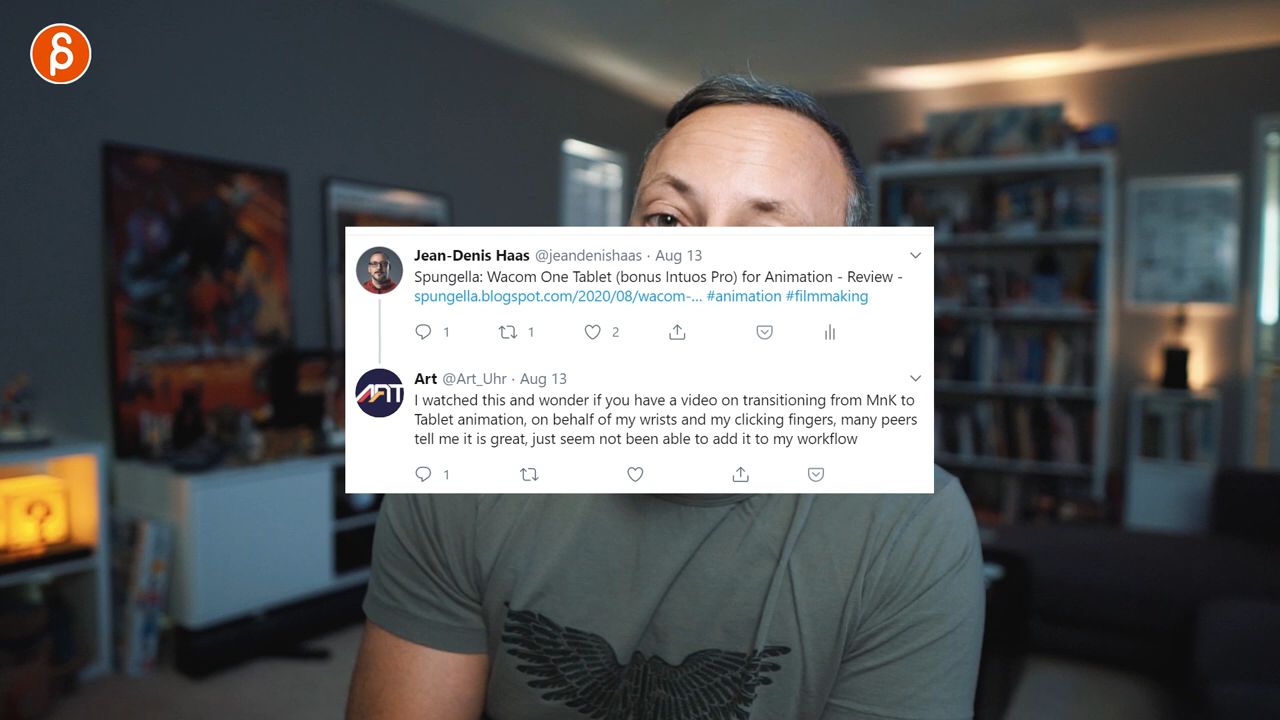 Jean-Denis Haas @jeandenishaas · Aug 13
Spungella: Wacom One Tablet (bonus Intuos Pro) for Animation - Review -
spungella.blogspot.com/2020/08/wacom-... #animation #filmmaking
1 1 2
Art @Art_Uhr · Aug 13
ART
I watched this and wonder if you have a video on transitioning from MnK to
Tablet animation, on behalf of my wrists and my clicking fingers, many peers
tell me it is great, just seem not been able to add it to my workflow
1
?